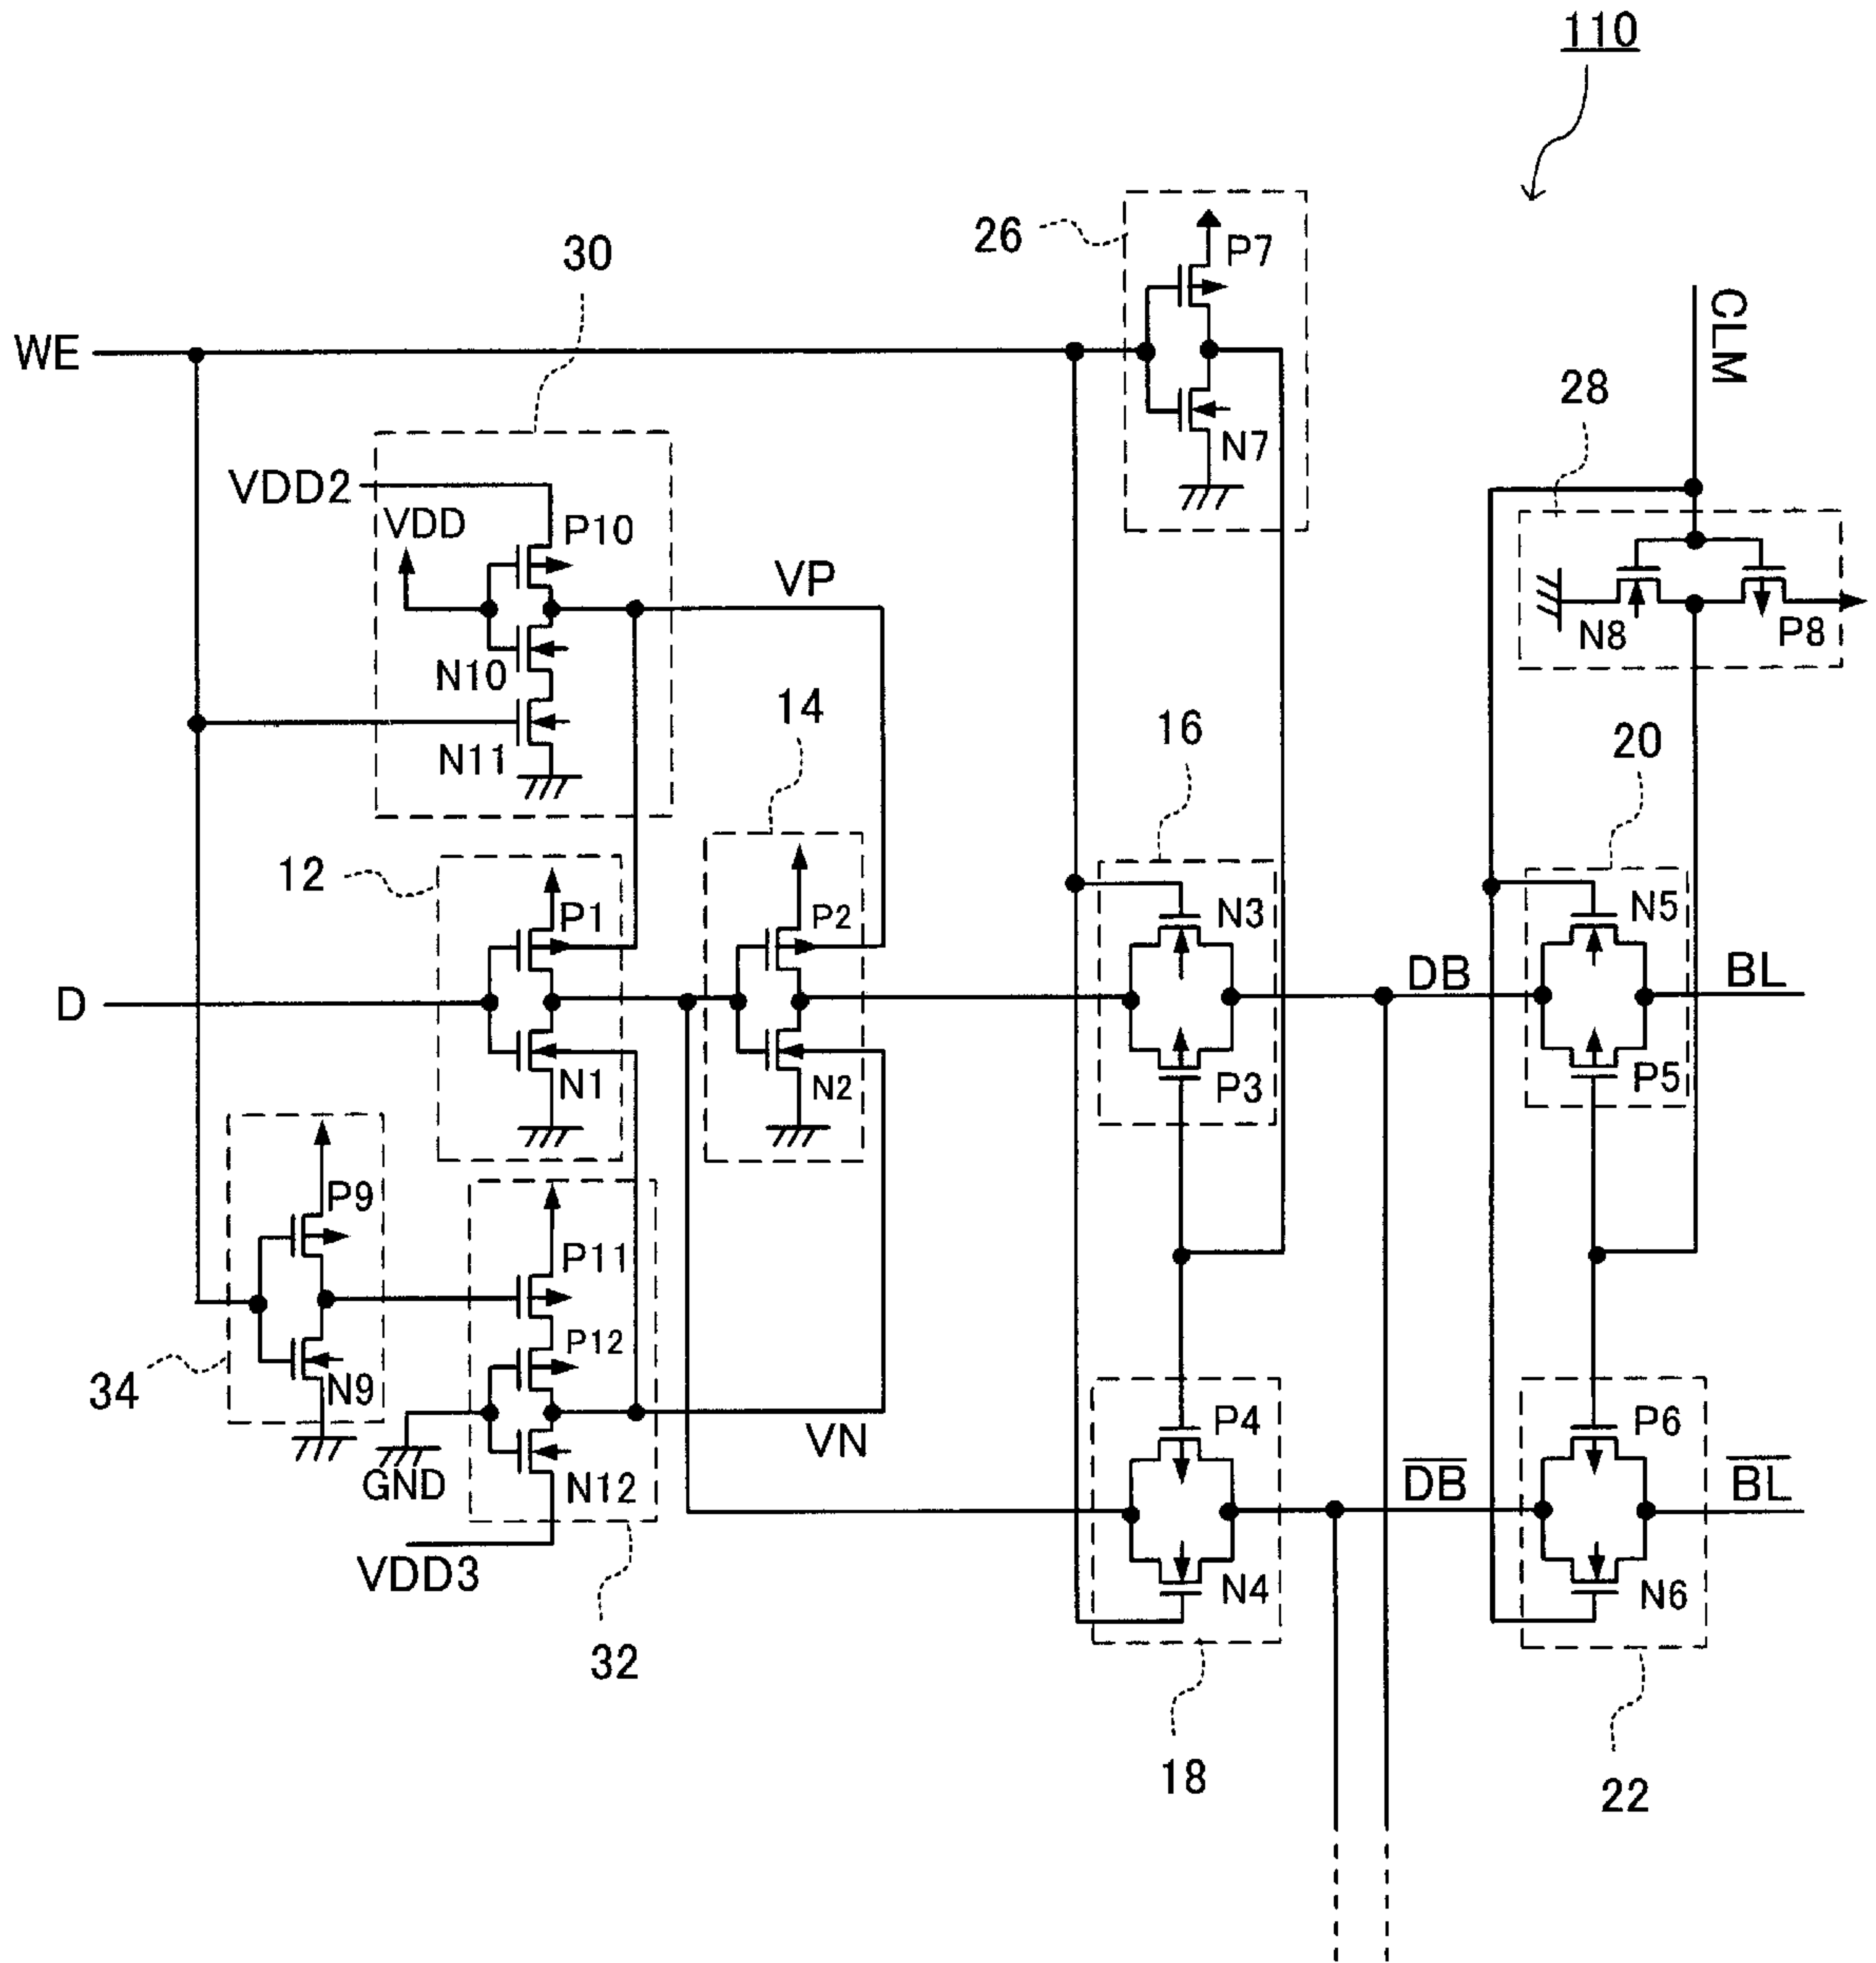 110
26
P7
30
WE
CLM
28
N7
VDD2
VDD
P10
VP
N8
P8
N10
14
16
20
N11
12
P1
P2
N3
N5
D
DB
BL
N1
N2
P3
P5
P9
P11
P12
34
N9
VN
P4
P6
GND
N12
D̅B̅
B̅L̅
VDD3
N4
N6
32
18
22